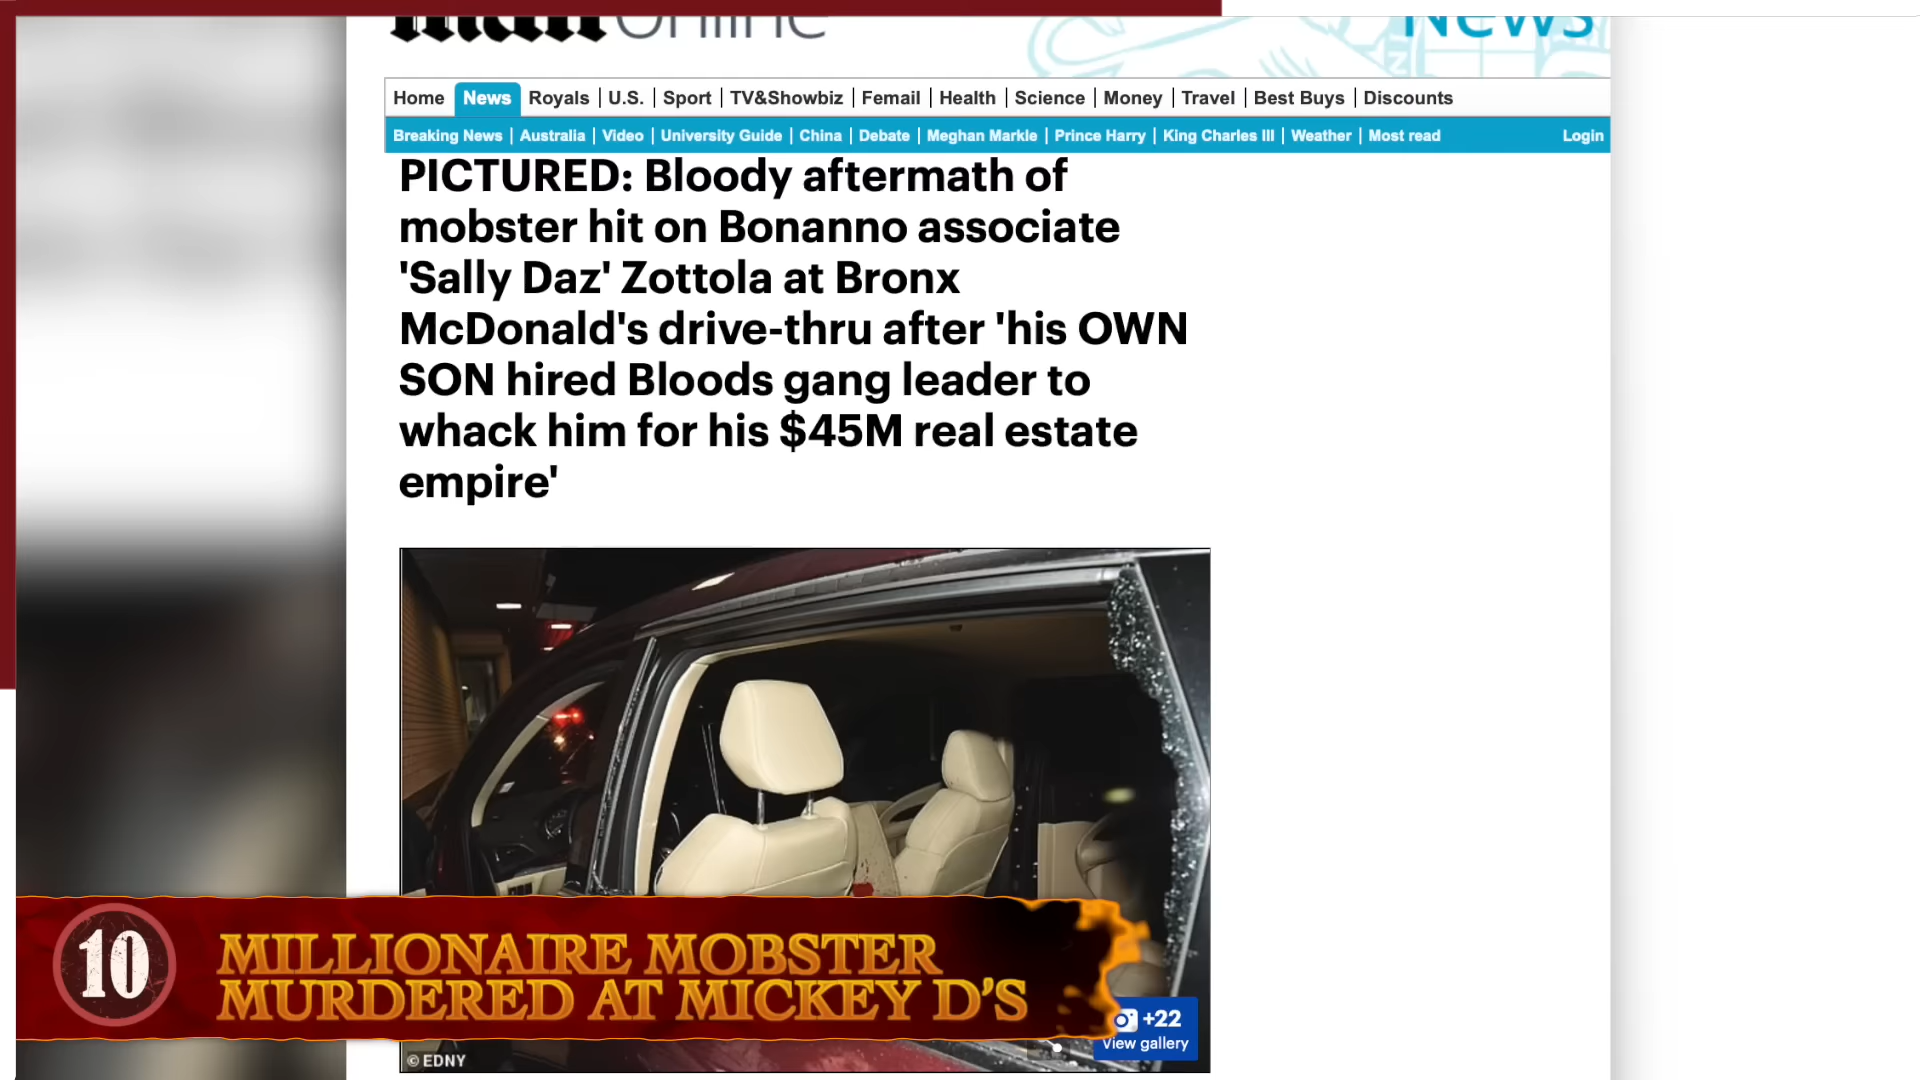 Online
News
Home News Royals U.S. Sport TV&Showbiz Femail Health Science Money Travel Best Buys Discounts
Breaking News Australia Video University Guide China Debate Meghan Markle Prince Harry King Charles III Weather Most read Login
PICTURED: Bloody aftermath of
mobster hit on Bonanno associate
'Sally Daz' Zottola at Bronx
McDonald's drive-thru after 'his OWN
SON hired Bloods gang leader to
whack him for his $45M real estate
empire'
10
MILLIONAIRE MOBSTER
MURDERED AT MICKEY D'S
+22
View gallery
© EDNY